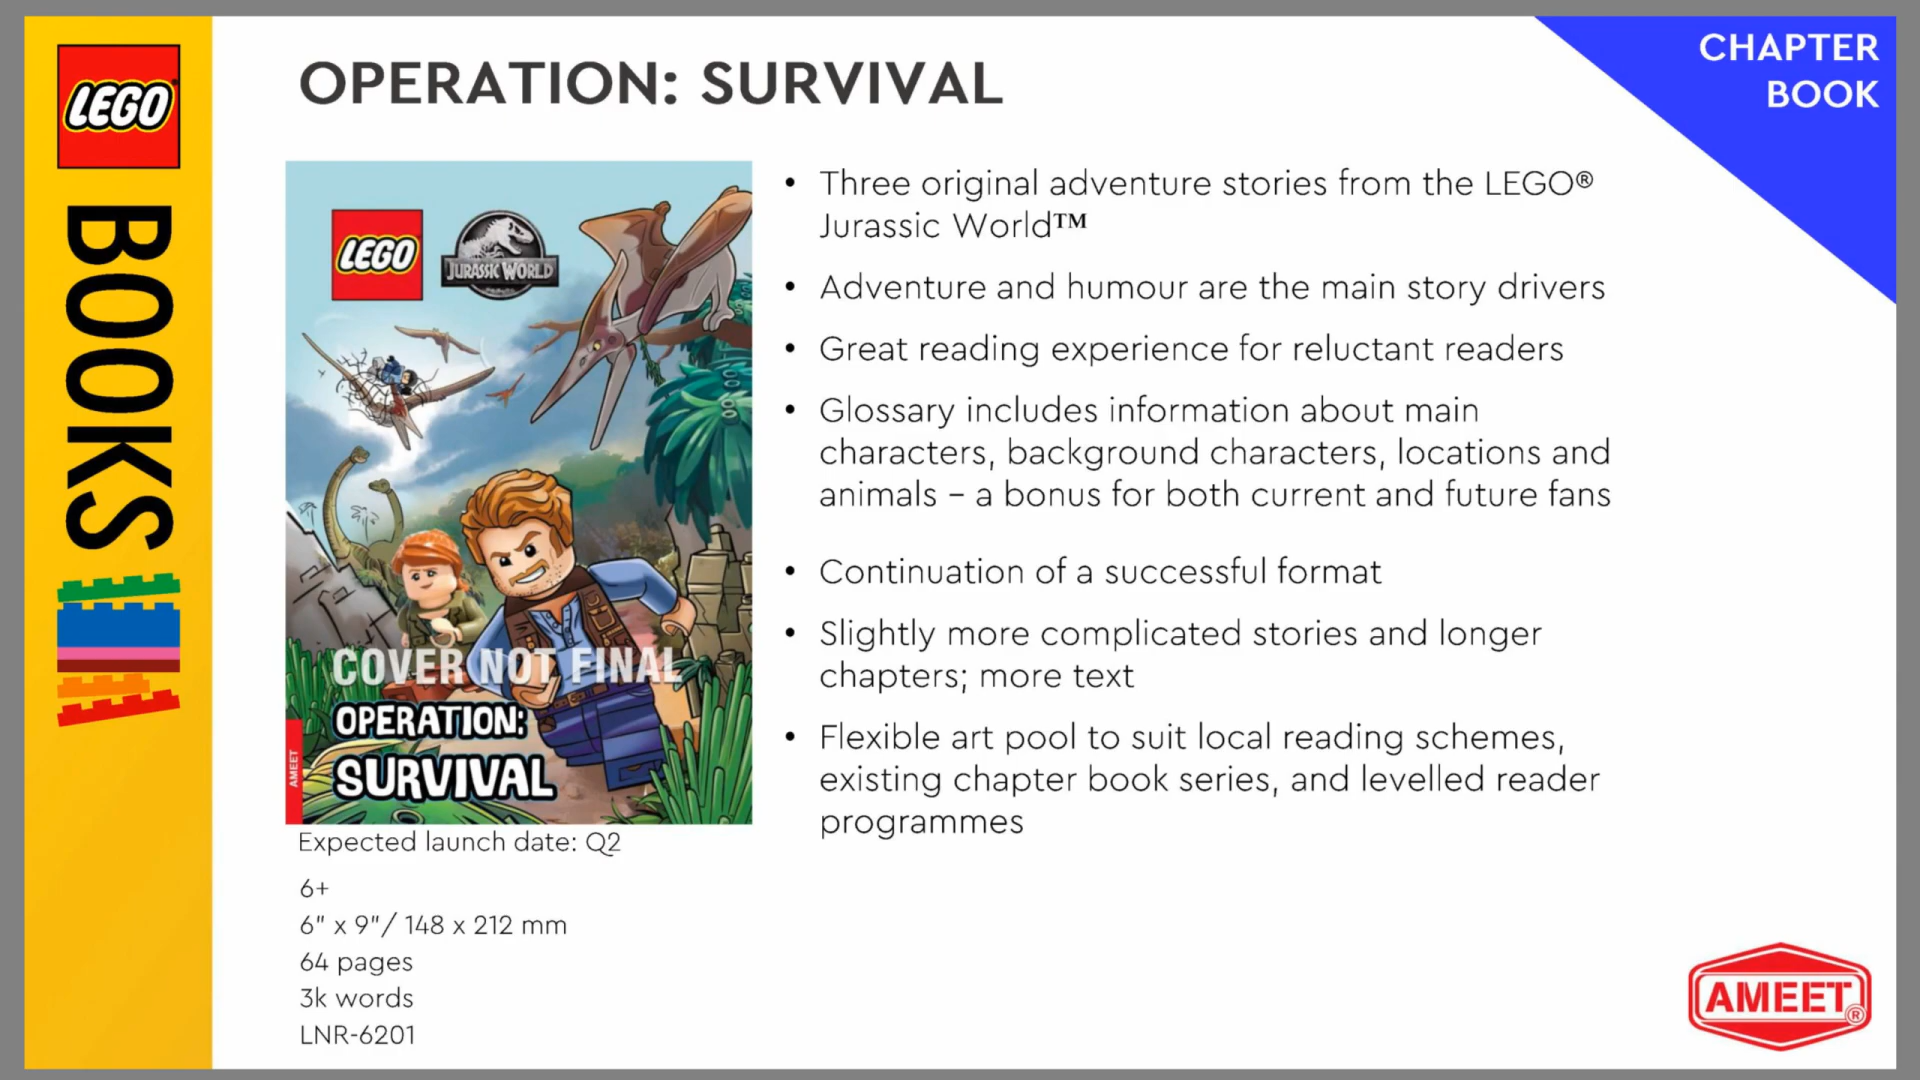 LEGO
BOOKS
OPERATION: SURVIVAL
CHAPTER
BOOK
LEGO
JURASSIC WORLD
COVER NOT FINAL
OPERATION:
SURVIVAL
AMEET
Expected launch date: Q2
6+
6" x 9"/ 148 x 212 mm
64 pages
3k words
LNR-6201
• Three original adventure stories from the LEGO®
Jurassic World™
• Adventure and humour are the main story drivers
• Great reading experience for reluctant readers
• Glossary includes information about main
characters, background characters, locations and
animals – a bonus for both current and future fans
• Continuation of a successful format
• Slightly more complicated stories and longer
chapters; more text
• Flexible art pool to suit local reading schemes,
existing chapter book series, and levelled reader
programmes
AMEET®